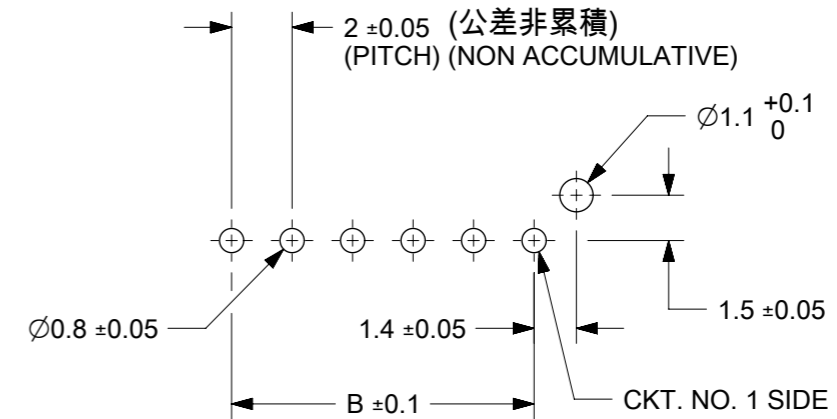 2 ±0.05 (公差非累積)
(PITCH) (NON ACCUMULATIVE)
∅1.1 +0.1
0
∅0.8 ±0.05
1.4 ±0.05
1.5 ±0.05
B ±0.1
CKT. NO. 1 SIDE